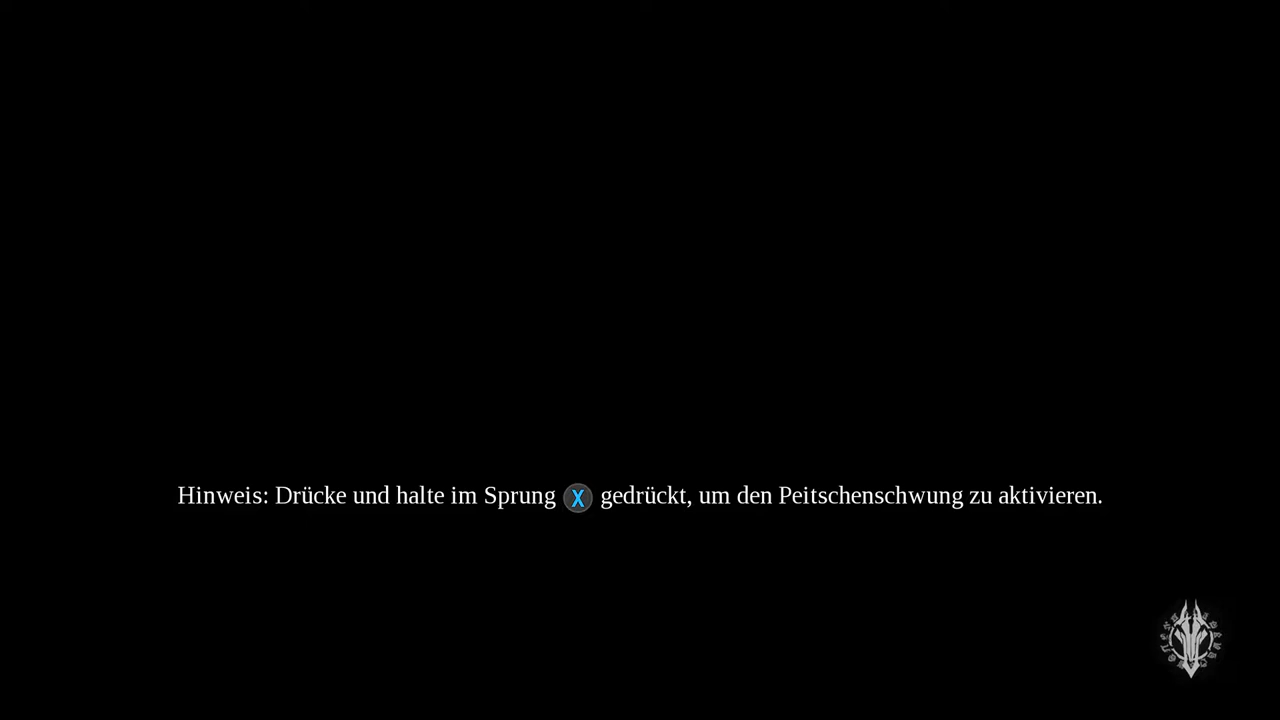 Hinweis: Drücke und halte im Sprung X gedrückt, um den Peitschenschwung zu aktivieren.